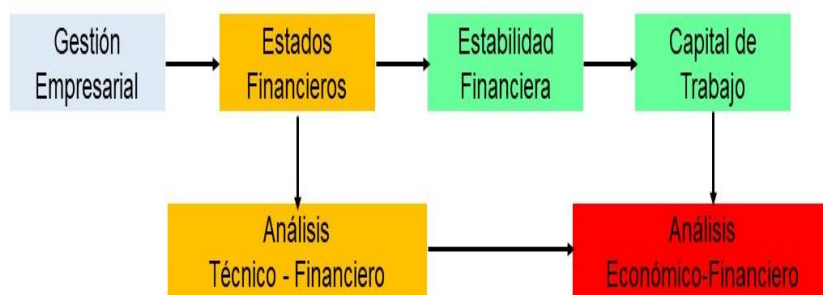 Gestión
Empresarial
Estados
Financieros
Estabilidad
Financiera
Capital de
Trabajo
Análisis
Técnico - Financiero
Análisis
Económico-Financiero